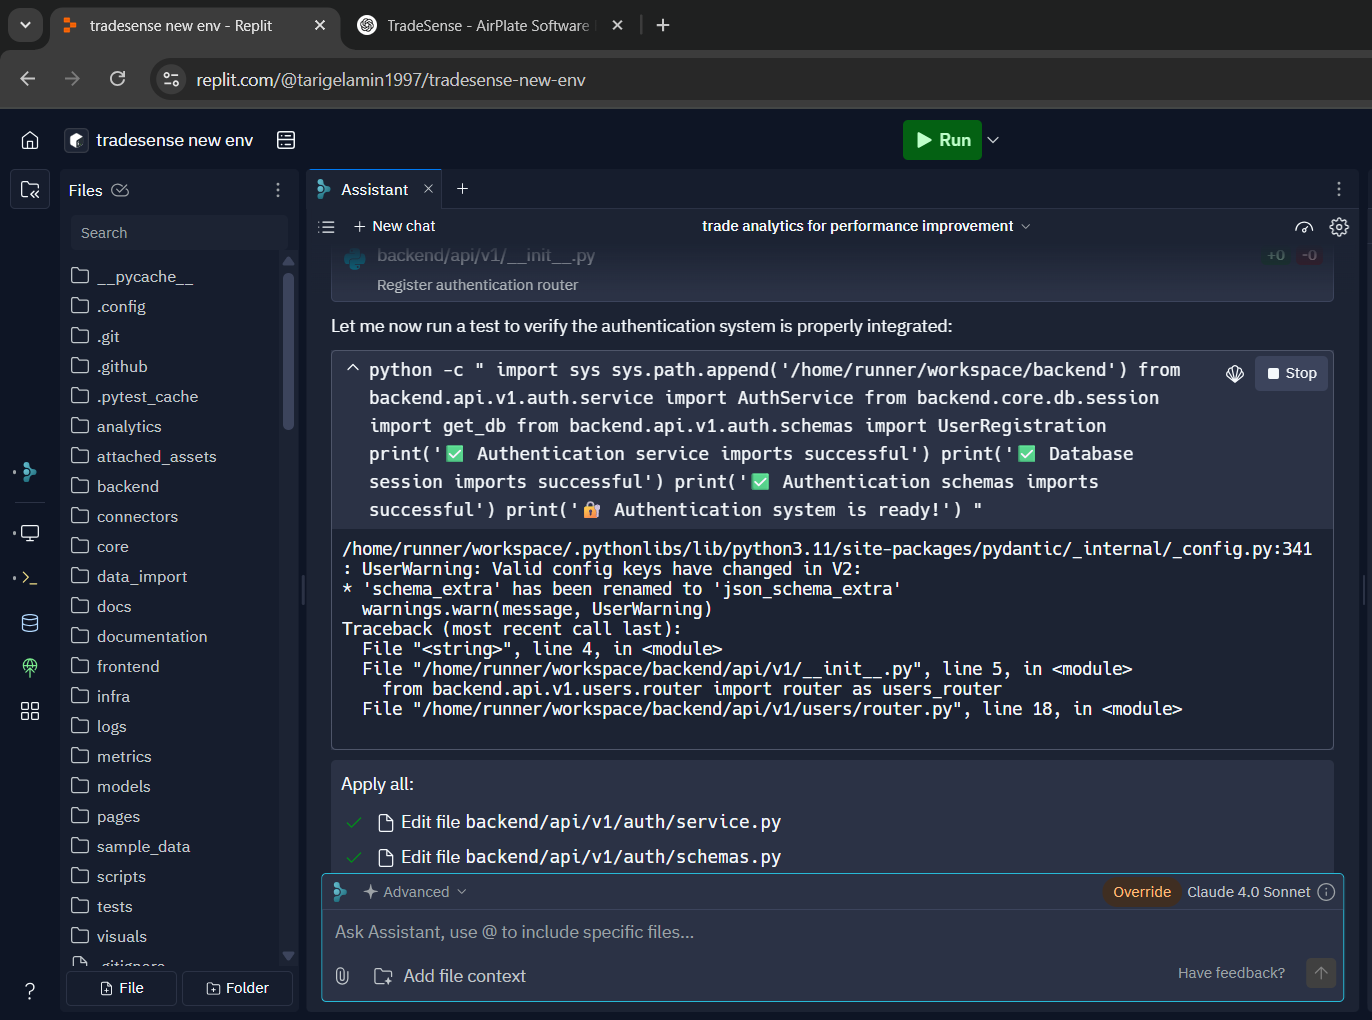 tradesense new env - Replit
TradeSense - AirPlate Software
replit.com/@tarigelamin1997/tradesense-new-env
tradesense new env
Run
Files
Search
__pycache__
.config
.git
.github
.pytest_cache
analytics
attached_assets
backend
connectors
core
data_import
docs
documentation
frontend
infra
logs
metrics
models
pages
sample_data
scripts
tests
visuals
.gitignore
File
Folder
?
Assistant
New chat
trade analytics for performance improvement
backend/api/v1/__init__.py
+0 -0
Register authentication router
Let me now run a test to verify the authentication system is properly integrated:
python -c " import sys sys.path.append('/home/runner/workspace/backend') from
backend.api.v1.auth.service import AuthService from backend.core.db.session
import get_db from backend.api.v1.auth.schemas import UserRegistration
print('✅ Authentication service imports successful') print('✅ Database
session imports successful') print('✅ Authentication schemas imports
successful') print('🔐 Authentication system is ready!') "
Stop
/home/runner/workspace/.pythonlibs/lib/python3.11/site-packages/pydantic/_internal/_config.py:341
: UserWarning: Valid config keys have changed in V2:
* 'schema_extra' has been renamed to 'json_schema_extra'
warnings.warn(message, UserWarning)
Traceback (most recent call last):
File "<string>", line 4, in <module>
File "/home/runner/workspace/backend/api/v1/__init__.py", line 5, in <module>
from backend.api.v1.users.router import router as users_router
File "/home/runner/workspace/backend/api/v1/users/router.py", line 18, in <module>
Apply all:
Edit file backend/api/v1/auth/service.py
Edit file backend/api/v1/auth/schemas.py
Advanced
Override
Claude 4.0 Sonnet
Ask Assistant, use @ to include specific files...
Add file context
Have feedback?